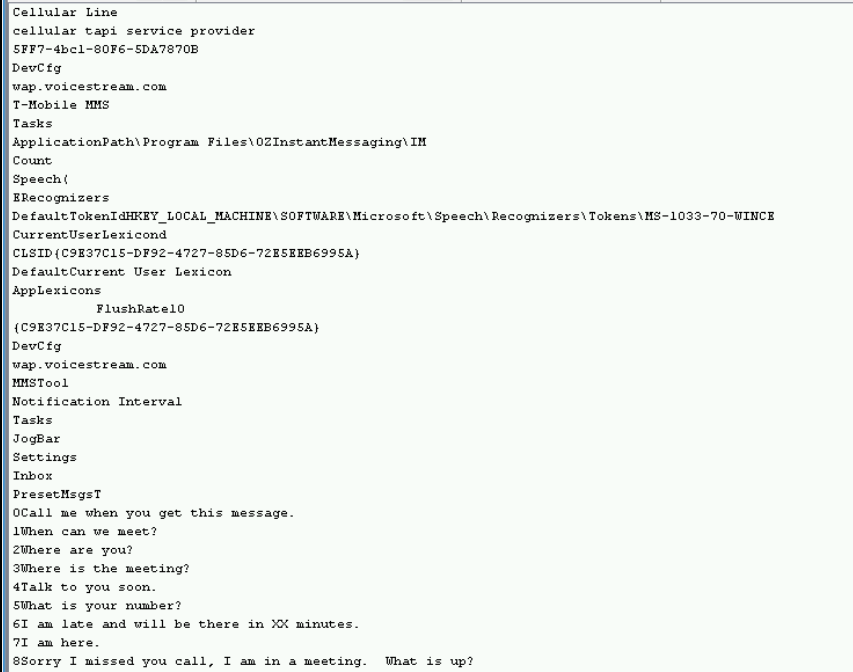 Cellular Line
cellular tapi service provider
5FF7-4bc1-80F6-5DA7870B
DevCfg
wap.voicestream.com
T-Mobile MMS
Tasks
ApplicationPath\Program Files\OZInstantMessaging\IM
Count
Speech(
ERecognizers
DefaultTokenIdHKEY_LOCAL_MACHINE\SOFTWARE\Microsoft\Speech\Recognizers\Tokens\MS-1033-70-WINCE
CurrentUserLexicond
CLSID{C9E37C15-DF92-4727-85D6-72E5EEB6995A}
DefaultCurrent User Lexicon
AppLexicons
FlushRate10
{C9E37C15-DF92-4727-85D6-72E5EEB6995A}
DevCfg
wap.voicestream.com
MMSTool
Notification Interval
Tasks
JogBar
Settings
Inbox
PresetMsgsT
0Call me when you get this message.
1When can we meet?
2Where are you?
3Where is the meeting?
4Talk to you soon.
5What is your number?
6I am late and will be there in XX minutes.
7I am here.
8Sorry I missed you call, I am in a meeting.  What is up?